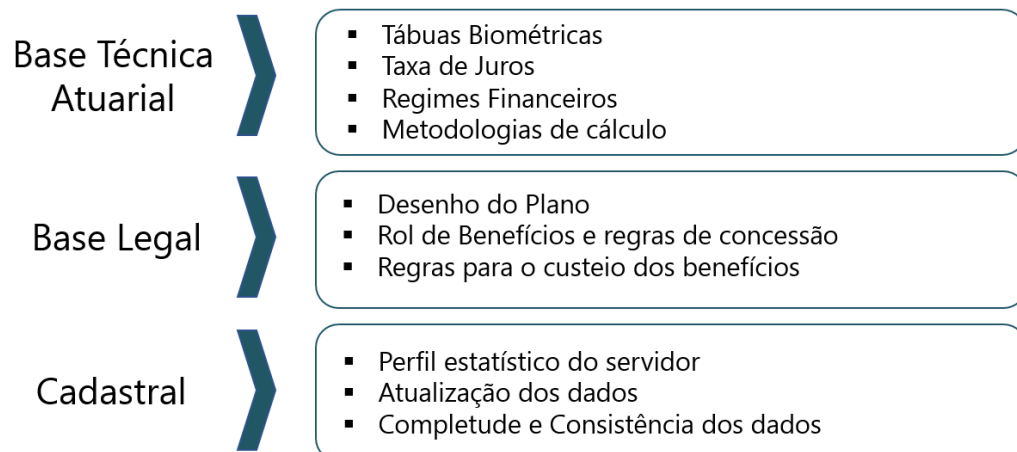 Base Técnica
Atuarial
▪ Tábuas Biométricas
▪ Taxa de Juros
▪ Regimes Financeiros
▪ Metodologias de cálculo
Base Legal
▪ Desenho do Plano
▪ Rol de Benefícios e regras de concessão
▪ Regras para o custeio dos benefícios
Cadastral
▪ Perfil estatístico do servidor
▪ Atualização dos dados
▪ Completude e Consistência dos dados